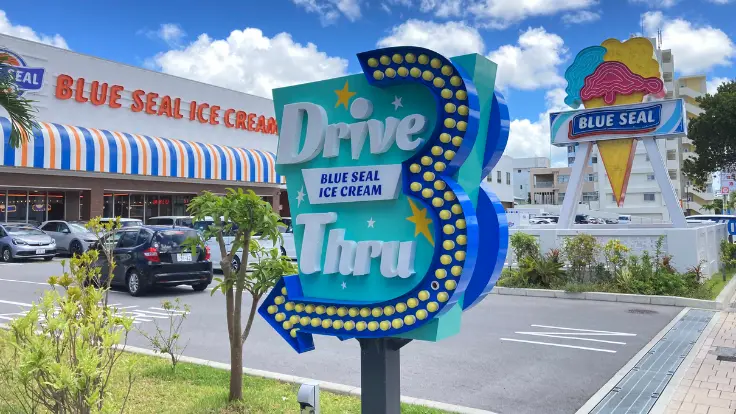 SEAL
BLUE SEAL ICE CREAM
Drive
BLUE SEAL
ICE CREAM
Thru
BLUE SEAL